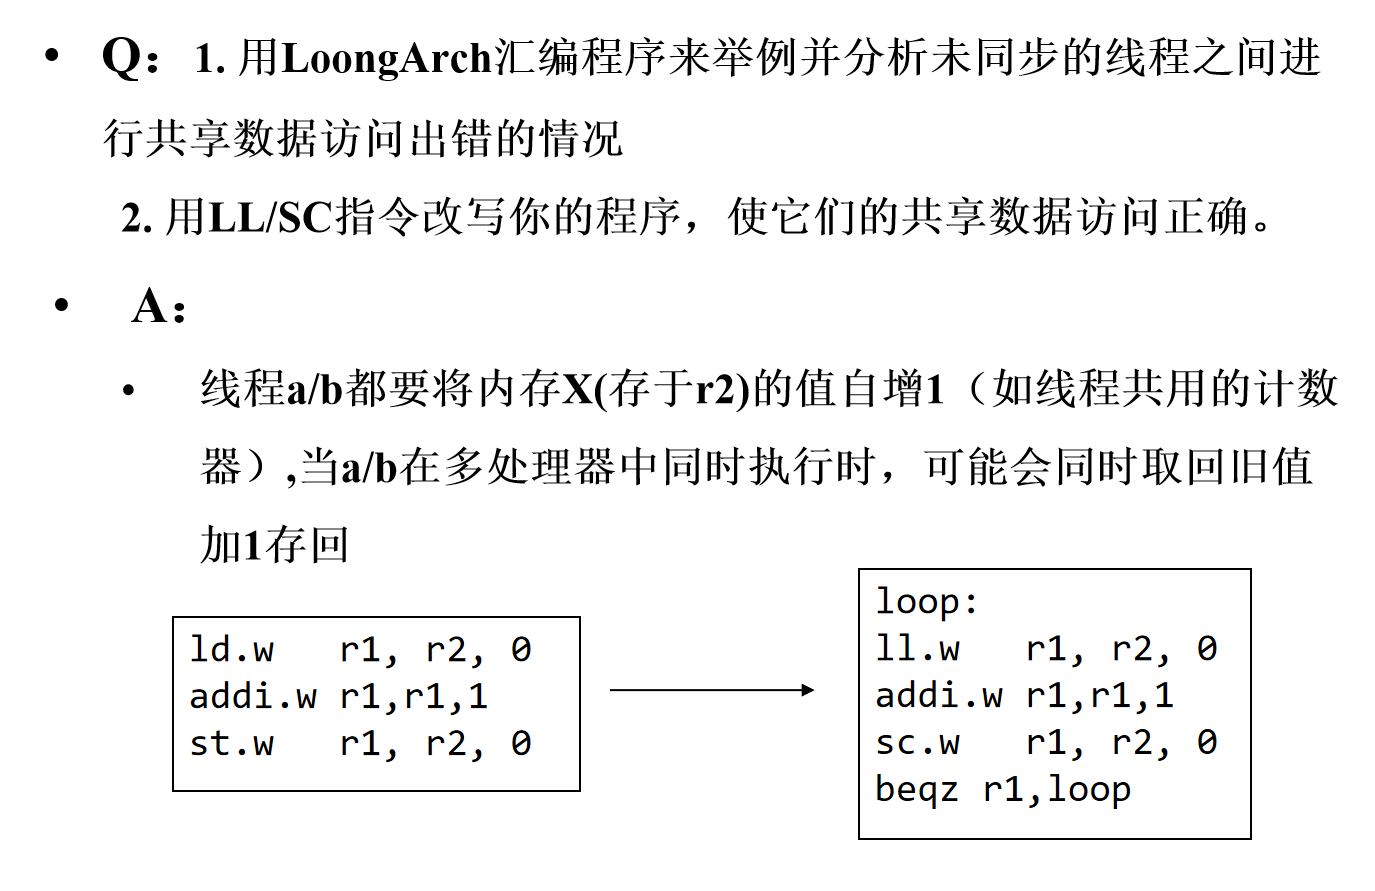 • Q：1. 用LoongArch汇编程序来举例并分析未同步的线程之间进
行共享数据访问出错的情况
2. 用LL/SC指令改写你的程序，使它们的共享数据访问正确。
• A：
• 线程a/b都要将内存X(存于r2)的值自增1（如线程共用的计数
器）,当a/b在多处理器中同时执行时，可能会同时取回旧值
加1存回
ld.w r1, r2, 0
addi.w r1,r1,1
st.w r1, r2, 0
loop:
ll.w r1, r2, 0
addi.w r1,r1,1
sc.w r1, r2, 0
beqz r1,loop